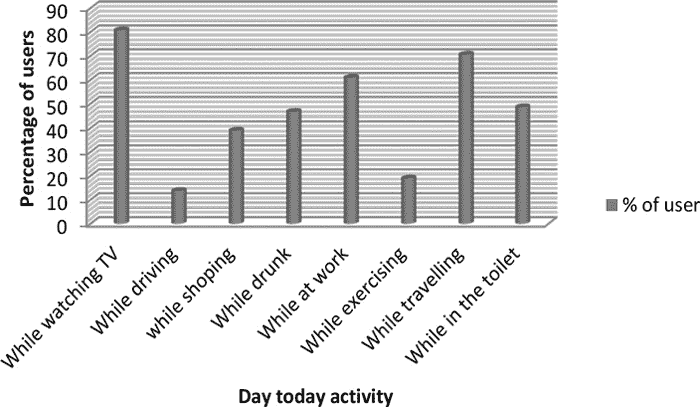 Percentage of users
90
80
70
60
50
40
30
20
10
0
While watching TV
While driving
while shoping
While drunk
While at work
While exercising
While travelling
While in the toilet
% of user
Day today activity